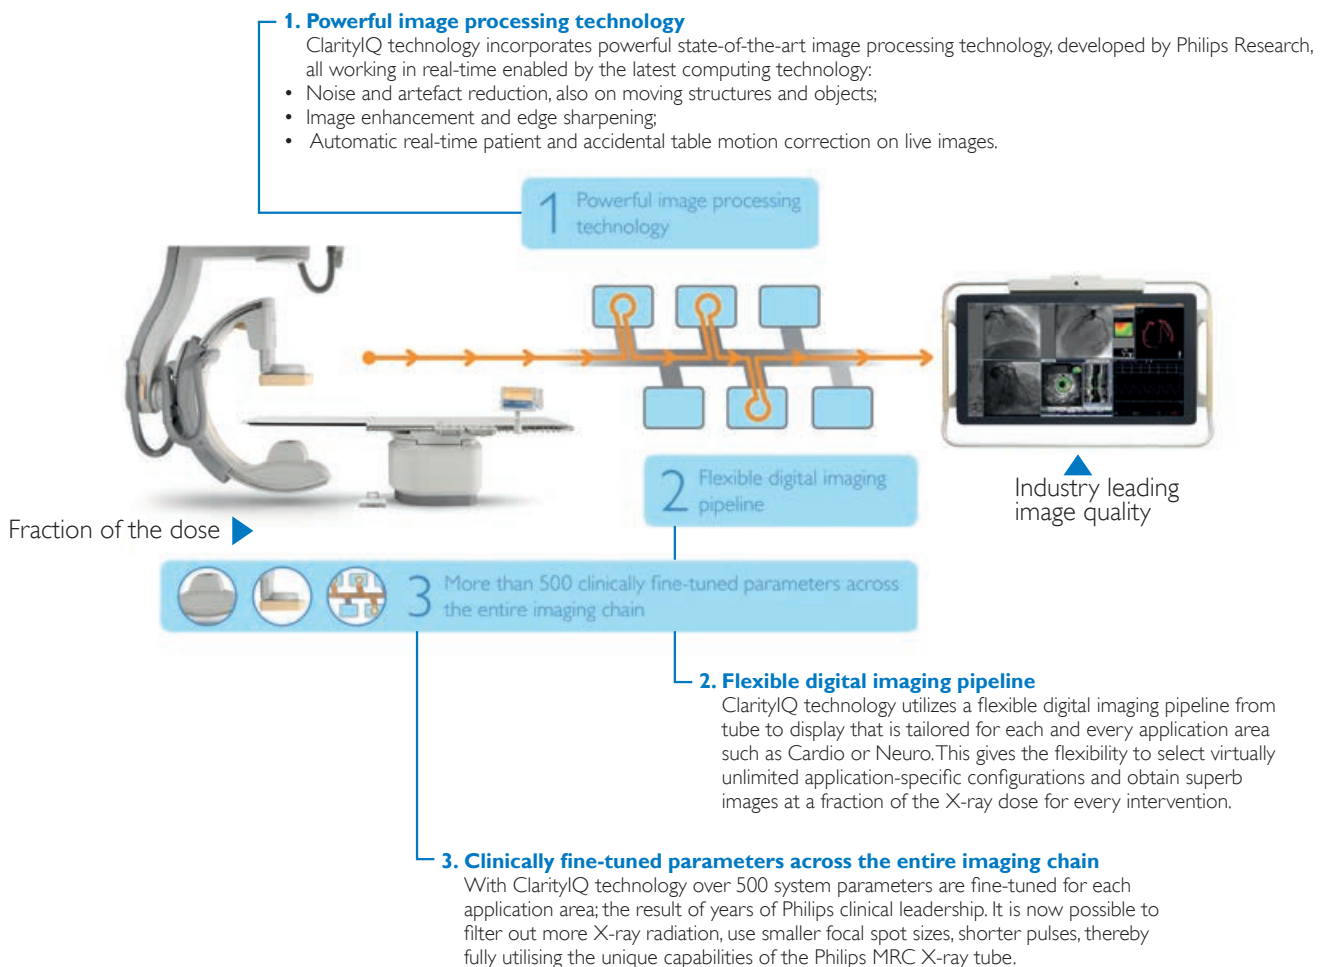 1. Powerful image processing technology
ClarityIQ technology incorporates powerful state-of-the-art image processing technology, developed by Philips Research,
all working in real-time enabled by the latest computing technology:
• Noise and artefact reduction, also on moving structures and objects;
• Image enhancement and edge sharpening;
• Automatic real-time patient and accidental table motion correction on live images.
1 Powerful image processing
technology
2 Flexible digital imaging
pipeline
Industry leading
image quality
Fraction of the dose
3 More than 500 clinically fine-tuned parameters across
the entire imaging chain
2. Flexible digital imaging pipeline
ClarityIQ technology utilizes a flexible digital imaging pipeline from
tube to display that is tailored for each and every application area
such as Cardio or Neuro. This gives the flexibility to select virtually
unlimited application-specific configurations and obtain superb
images at a fraction of the X-ray dose for every intervention.
3. Clinically fine-tuned parameters across the entire imaging chain
With ClarityIQ technology over 500 system parameters are fine-tuned for each
application area; the result of years of Philips clinical leadership. It is now possible to
filter out more X-ray radiation, use smaller focal spot sizes, shorter pulses, thereby
fully utilising the unique capabilities of the Philips MRC X-ray tube.